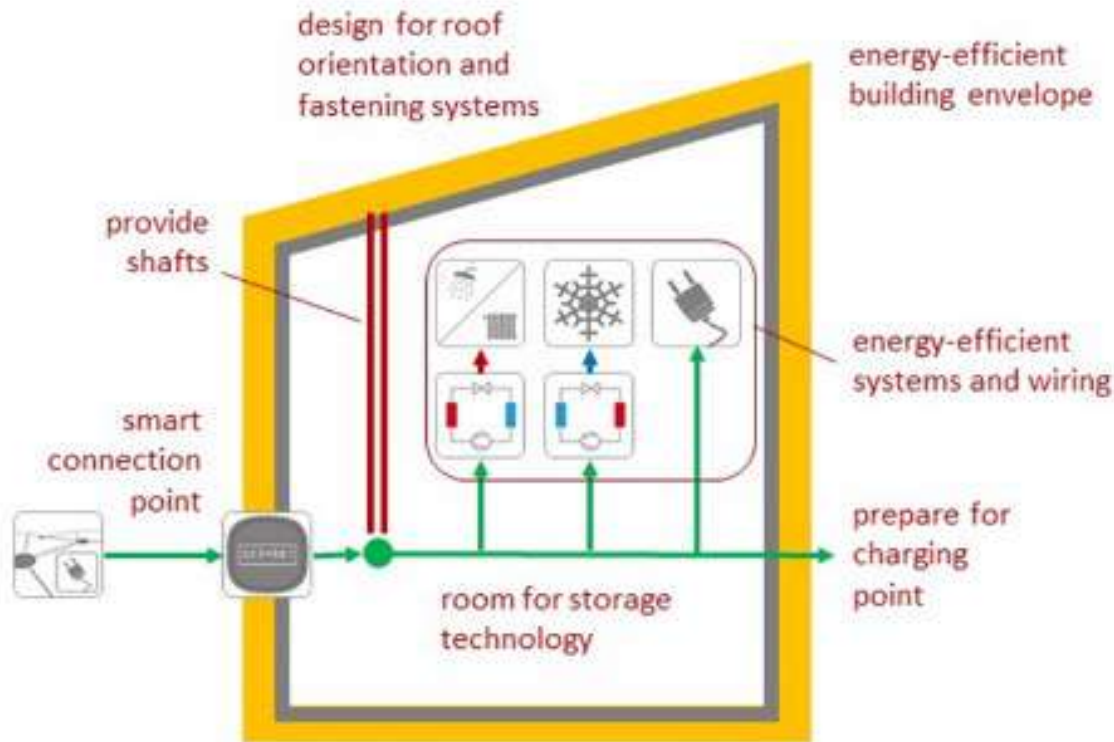 design for roof
orientation and
fastening systems
energy-efficient
building envelope
provide
shafts
energy-efficient
systems and wiring
smart
connection
point
prepare for
charging
point
room for storage
technology